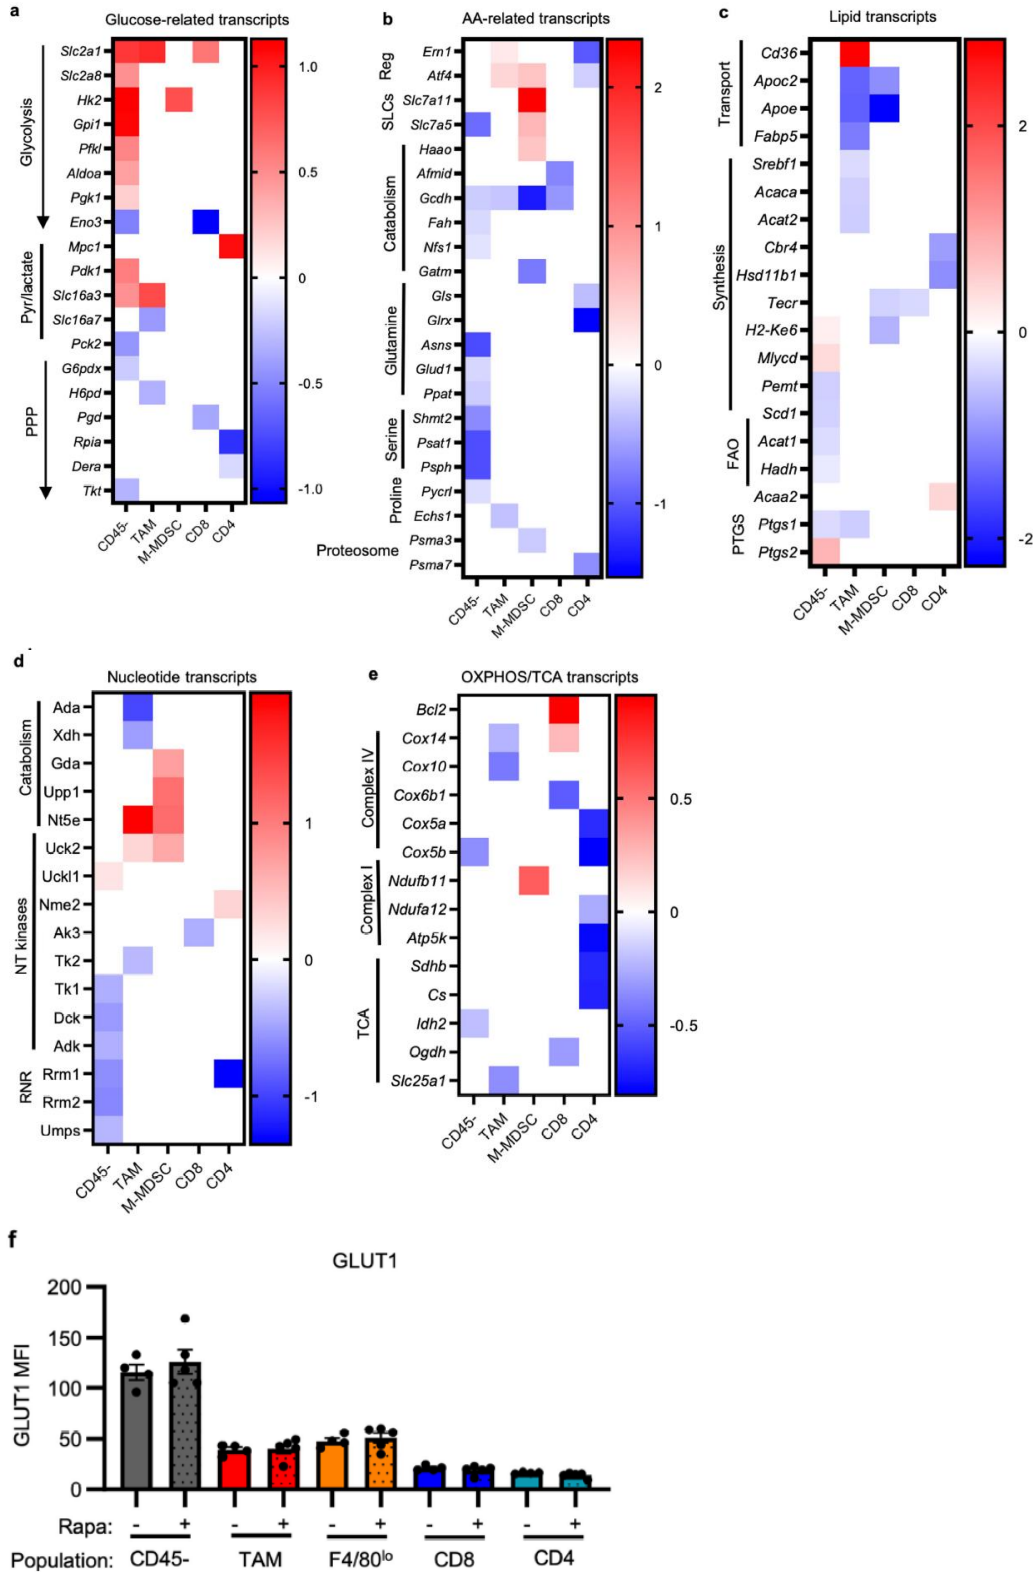 a
Glucose-related transcripts
Glycolysis
Pyr/lactate
PPP
Slc2a1
Slc2a8
Hk2
Gpi1
Pfkl
Aldoa
Pgk1
Eno3
Mpc1
Pdk1
Slc16a3
Slc16a7
Pck2
G6pdx
H6pd
Pgd
Rpia
Dera
Tkt
CD45- TAM M-MDSC CD8 CD4
1.0
0.5
0
-0.5
-1.0
b
AA-related transcripts
Reg
SLCs
Catabolism
Glutamine
Serine
Proline
Proteosome
Ern1
Atf4
Slc7a11
Slc7a5
Haao
Afmid
Gcdh
Fah
Nfs1
Gatm
Gls
Glrx
Asns
Glud1
Ppat
Shmt2
Psat1
Psph
Pycrl
Echs1
Psma3
Psma7
CD45- TAM M-MDSC CD8 CD4
2
1
0
-1
c
Lipid transcripts
Transport
Synthesis
FAO
PTGS
Cd36
Apoc2
Apoe
Fabp5
Srebf1
Acaca
Acat2
Cbr4
Hsd11b1
Tecr
H2-Ke6
Mlycd
Pemt
Scd1
Acat1
Hadh
Acaa2
Ptgs1
Ptgs2
CD45- TAM M-MDSC CD8 CD4
2
0
-2
d
Nucleotide transcripts
Catabolism
NT kinases
RNR
Ada
Xdh
Gda
Upp1
Nt5e
Uck2
Uckl1
Nme2
Ak3
Tk2
Tk1
Dck
Adk
Rrm1
Rrm2
Umps
CD45- TAM M-MDSC CD8 CD4
1
0
-1
e
OXPHOS/TCA transcripts
Complex IV
Complex I
TCA
Bcl2
Cox14
Cox10
Cox6b1
Cox5a
Cox5b
Ndufb11
Ndufa12
Atp5k
Sdhb
Cs
Idh2
Ogdh
Slc25a1
CD45- TAM M-MDSC CD8 CD4
0.5
0
-0.5
f
GLUT1
GLUT1 MFI
200
150
100
50
0
Rapa: - + - + - + - + - +
Population: CD45- TAM F4/80lo CD8 CD4